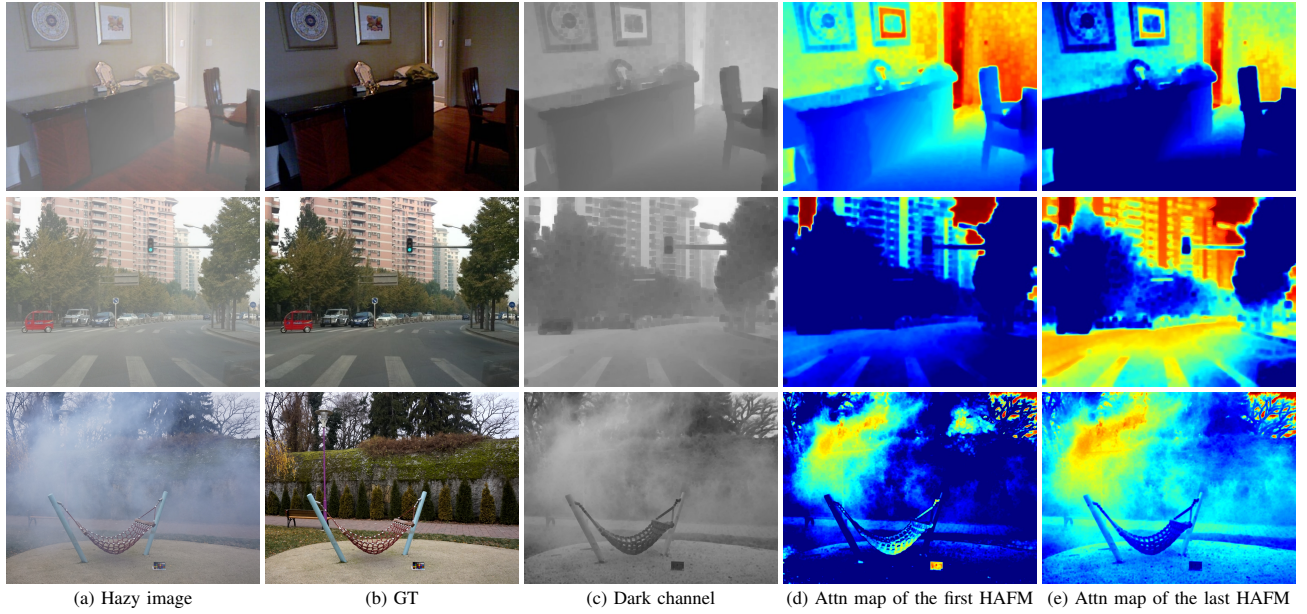 (a) Hazy image
(b) GT
(c) Dark channel
(d) Attn map of the first HAFM
(e) Attn map of the last HAFM